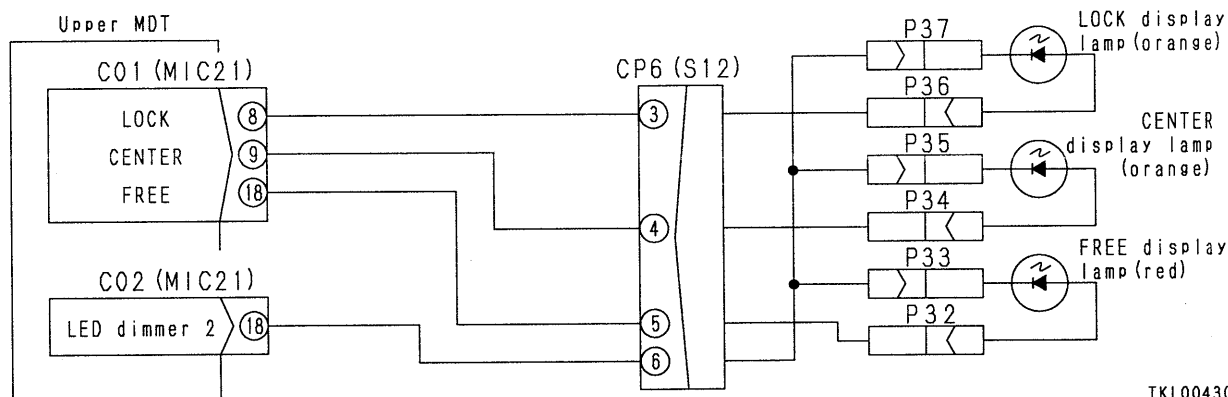 Upper MDT
C01 (MIC21)
LOCK 8
CENTER 9
FREE 18
C02 (MIC21)
LED dimmer 2 18
CP6 (S12)
3
4
5
6
P37
LOCK display
lamp (orange)
P36
P35
CENTER
display lamp
(orange)
P34
P33
FREE display
lamp (red)
P32
TKL00430